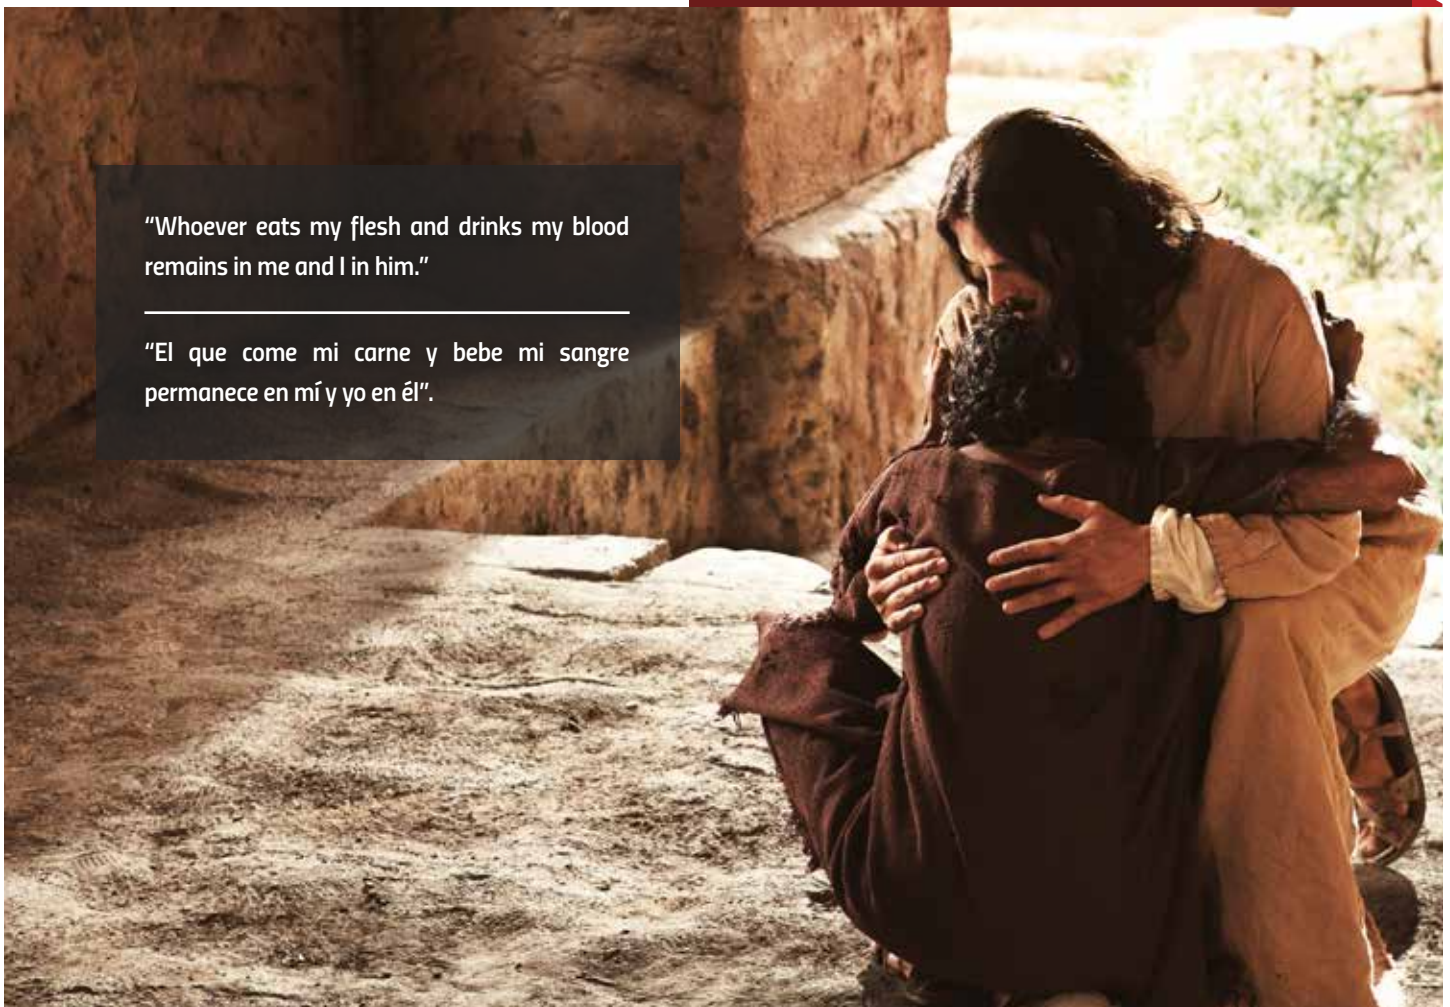 “Whoever eats my flesh and drinks my blood
remains in me and I in him.”
“El que come mi carne y bebe mi sangre
permanece en mí y yo en él”.